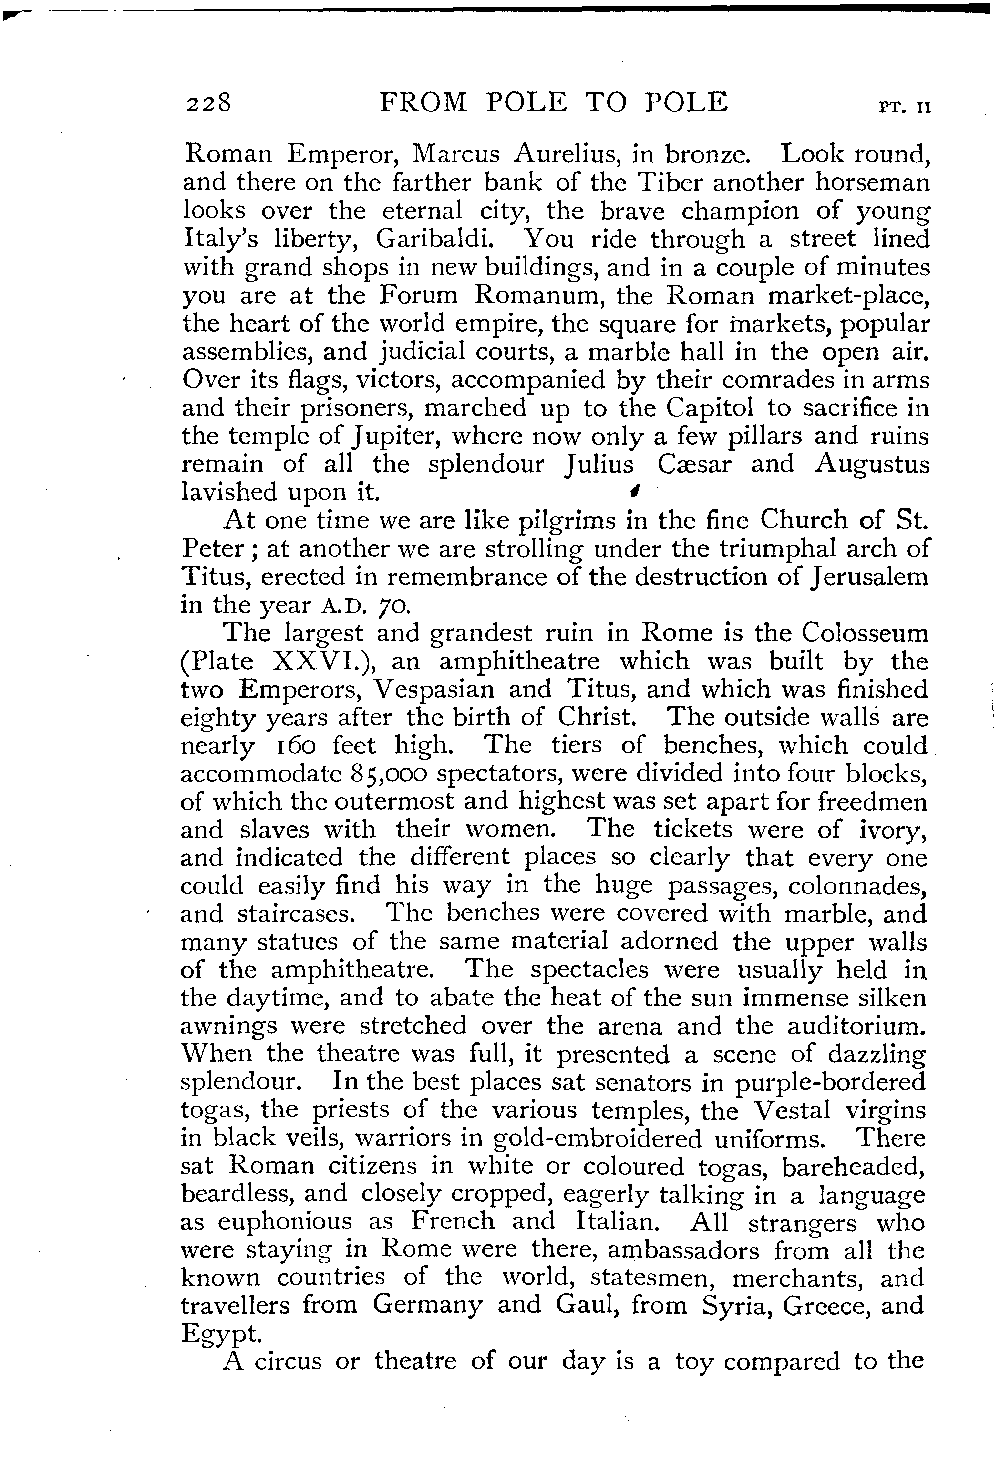 228 FROM POLE TO POLE PT. II
Roman Emperor, Marcus Aurelius, in bronze. Look round,
and there on the farther bank of the Tiber another horseman
looks over the eternal city, the brave champion of young
Italy's liberty, Garibaldi. You ride through a street lined
with grand shops in new buildings, and in a couple of minutes
you are at the Forum Romanum, the Roman market-place,
the heart of the world empire, the square for markets, popular
assemblies, and judicial courts, a marble hall in the open air.
Over its flags, victors, accompanied by their comrades in arms
and their prisoners, marched up to the Capitol to sacrifice in
the temple of Jupiter, where now only a few pillars and ruins
remain of all the splendour Julius Cæsar and Augustus
lavished upon it.
At one time we are like pilgrims in the fine Church of St.
Peter; at another we are strolling under the triumphal arch of
Titus, erected in remembrance of the destruction of Jerusalem
in the year A.D. 70.
The largest and grandest ruin in Rome is the Colosseum
(Plate XXVI.), an amphitheatre which was built by the
two Emperors, Vespasian and Titus, and which was finished
eighty years after the birth of Christ. The outside walls are
nearly 160 feet high. The tiers of benches, which could
accommodate 85,000 spectators, were divided into four blocks,
of which the outermost and highest was set apart for freedmen
and slaves with their women. The tickets were of ivory,
and indicated the different places so clearly that every one
could easily find his way in the huge passages, colonnades,
and staircases. The benches were covered with marble, and
many statues of the same material adorned the upper walls
of the amphitheatre. The spectacles were usually held in
the daytime, and to abate the heat of the sun immense silken
awnings were stretched over the arena and the auditorium.
When the theatre was full, it presented a scene of dazzling
splendour. In the best places sat senators in purple-bordered
togas, the priests of the various temples, the Vestal virgins
in black veils, warriors in gold-embroidered uniforms. There
sat Roman citizens in white or coloured togas, bareheaded,
beardless, and closely cropped, eagerly talking in a language
as euphonious as French and Italian. All strangers who
were staying in Rome were there, ambassadors from all the
known countries of the world, statesmen, merchants, and
travellers from Germany and Gaul, from Syria, Greece, and
Egypt.
A circus or theatre of our day is a toy compared to the